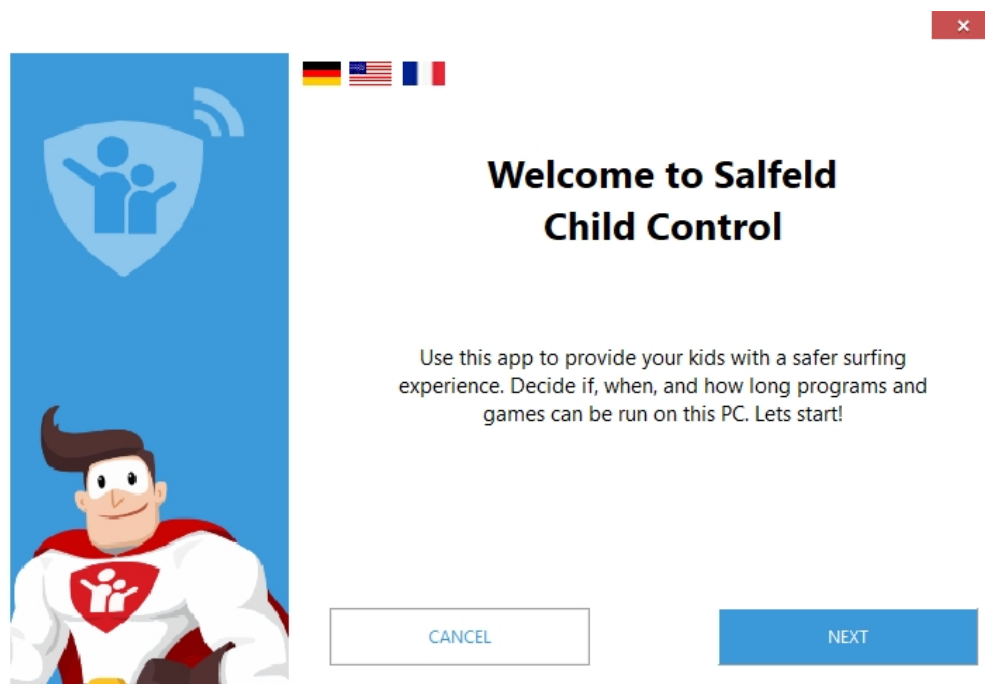 Welcome to Salfeld
Child Control
Use this app to provide your kids with a safer surfing
experience. Decide if, when, and how long programs and
games can be run on this PC. Lets start!
CANCEL
NEXT